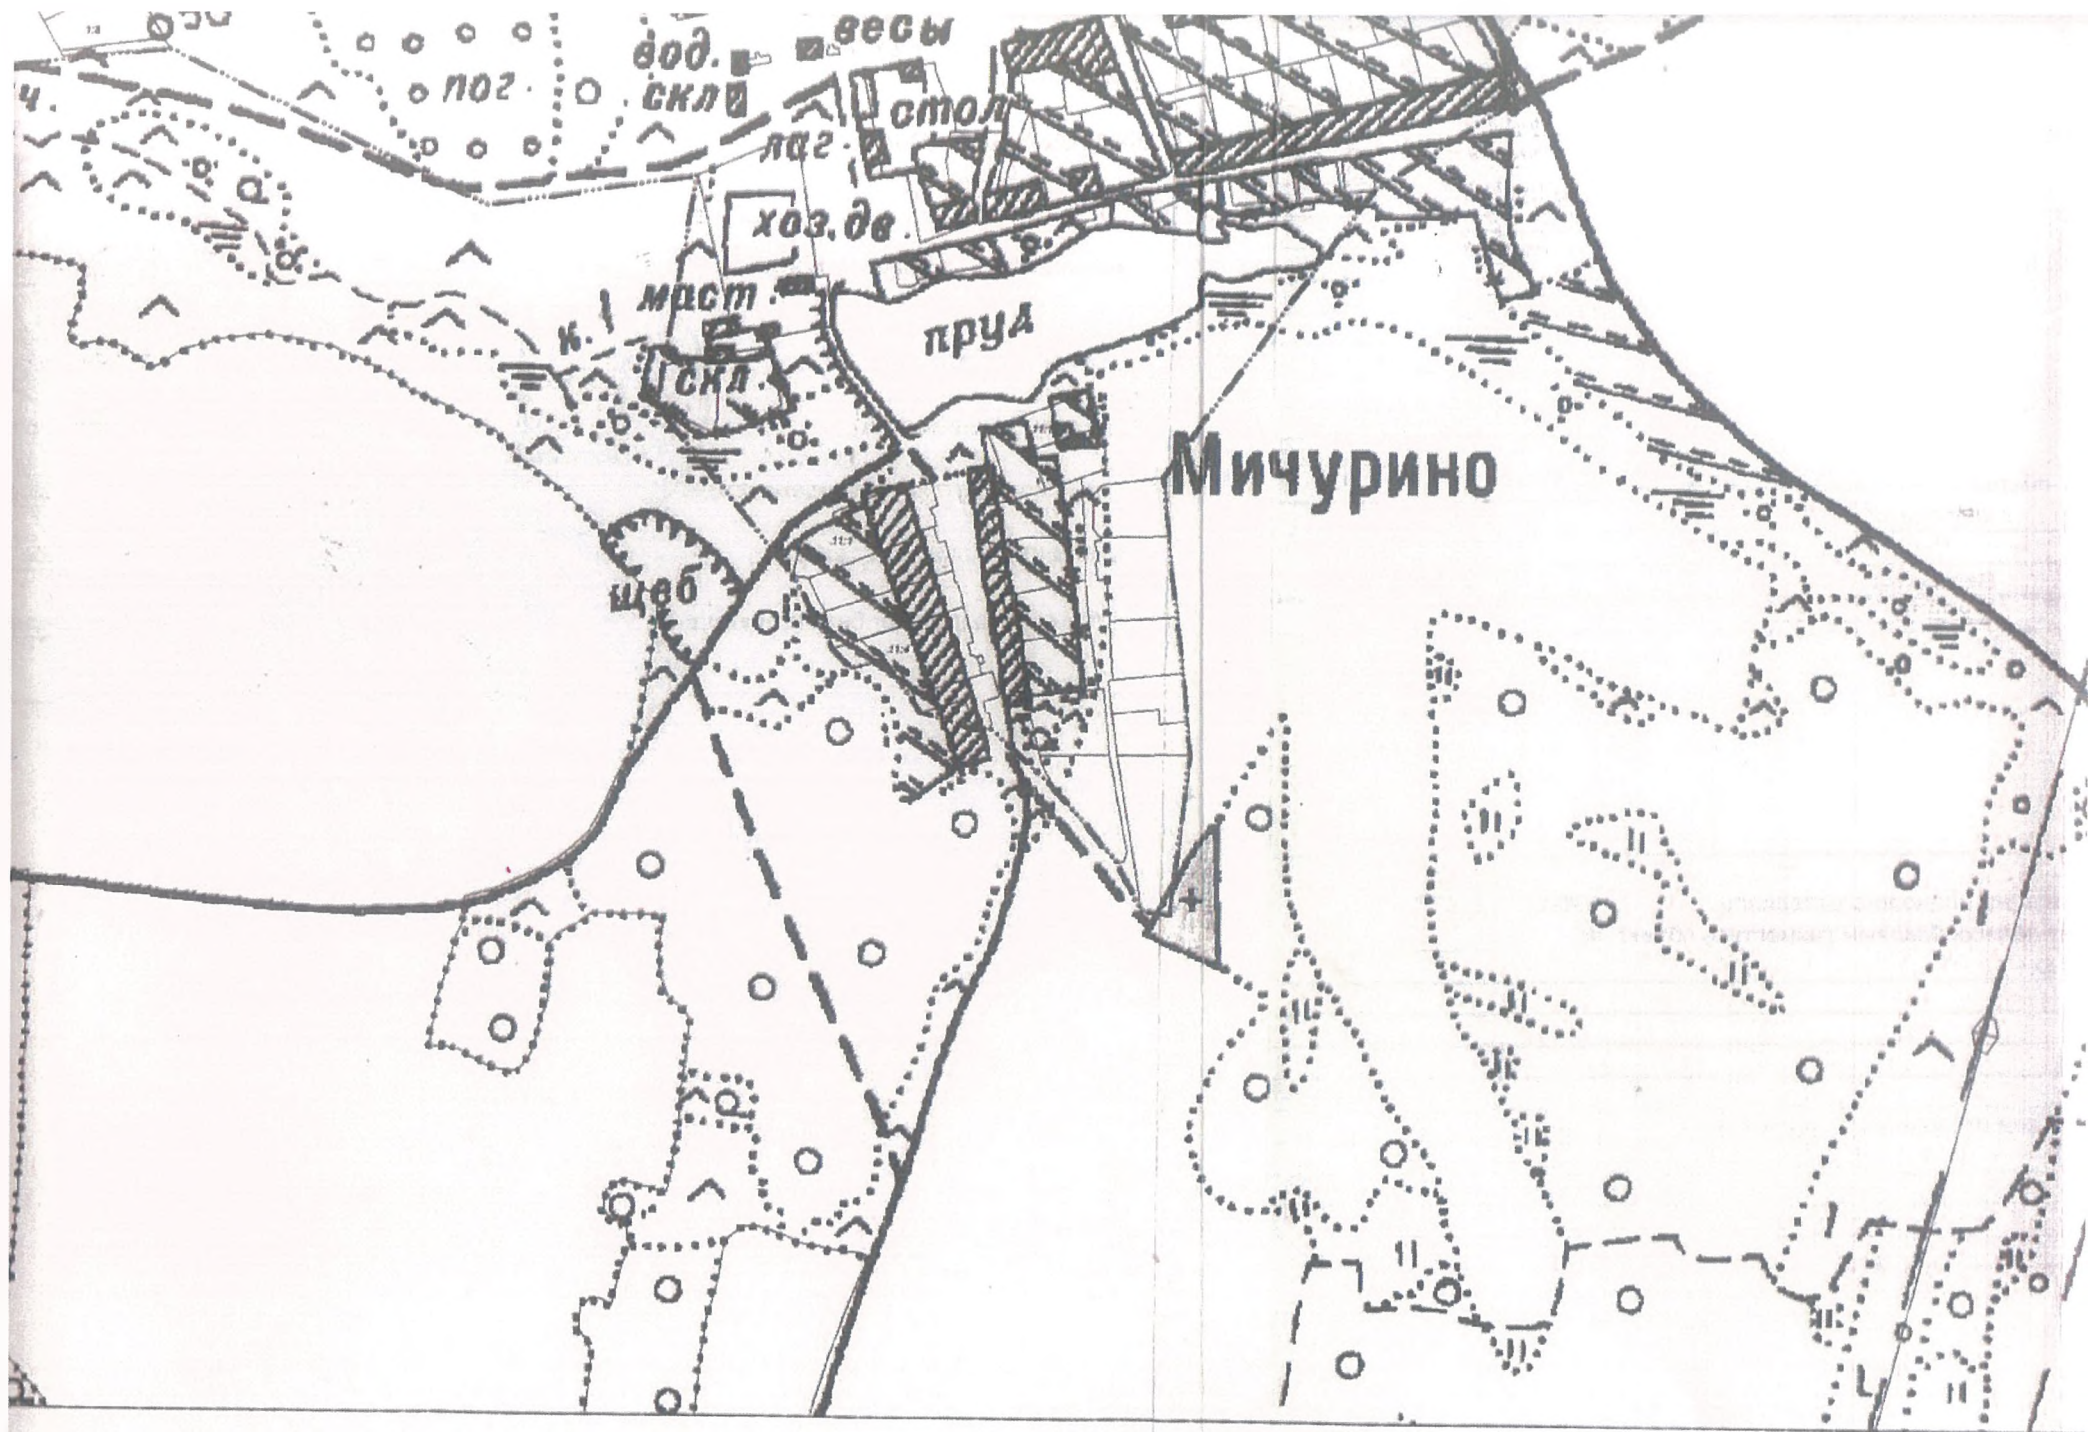 весы
вод.
скл
ч.
пог.
стол
лаг.
хоз.дв.
маст.
пруд
к.
скл.
Мичурино
щеб